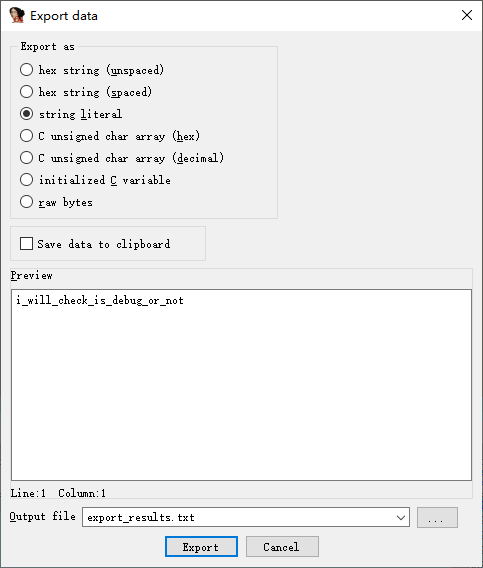 Export data
Export as
hex string (unspaced)
hex string (spaced)
string literal
C unsigned char array (hex)
C unsigned char array (decimal)
initialized C variable
raw bytes
Save data to clipboard
Preview
i_will_check_is_debug_or_not
Line:1 Column:1
Output file export_results.txt ...
Export Cancel